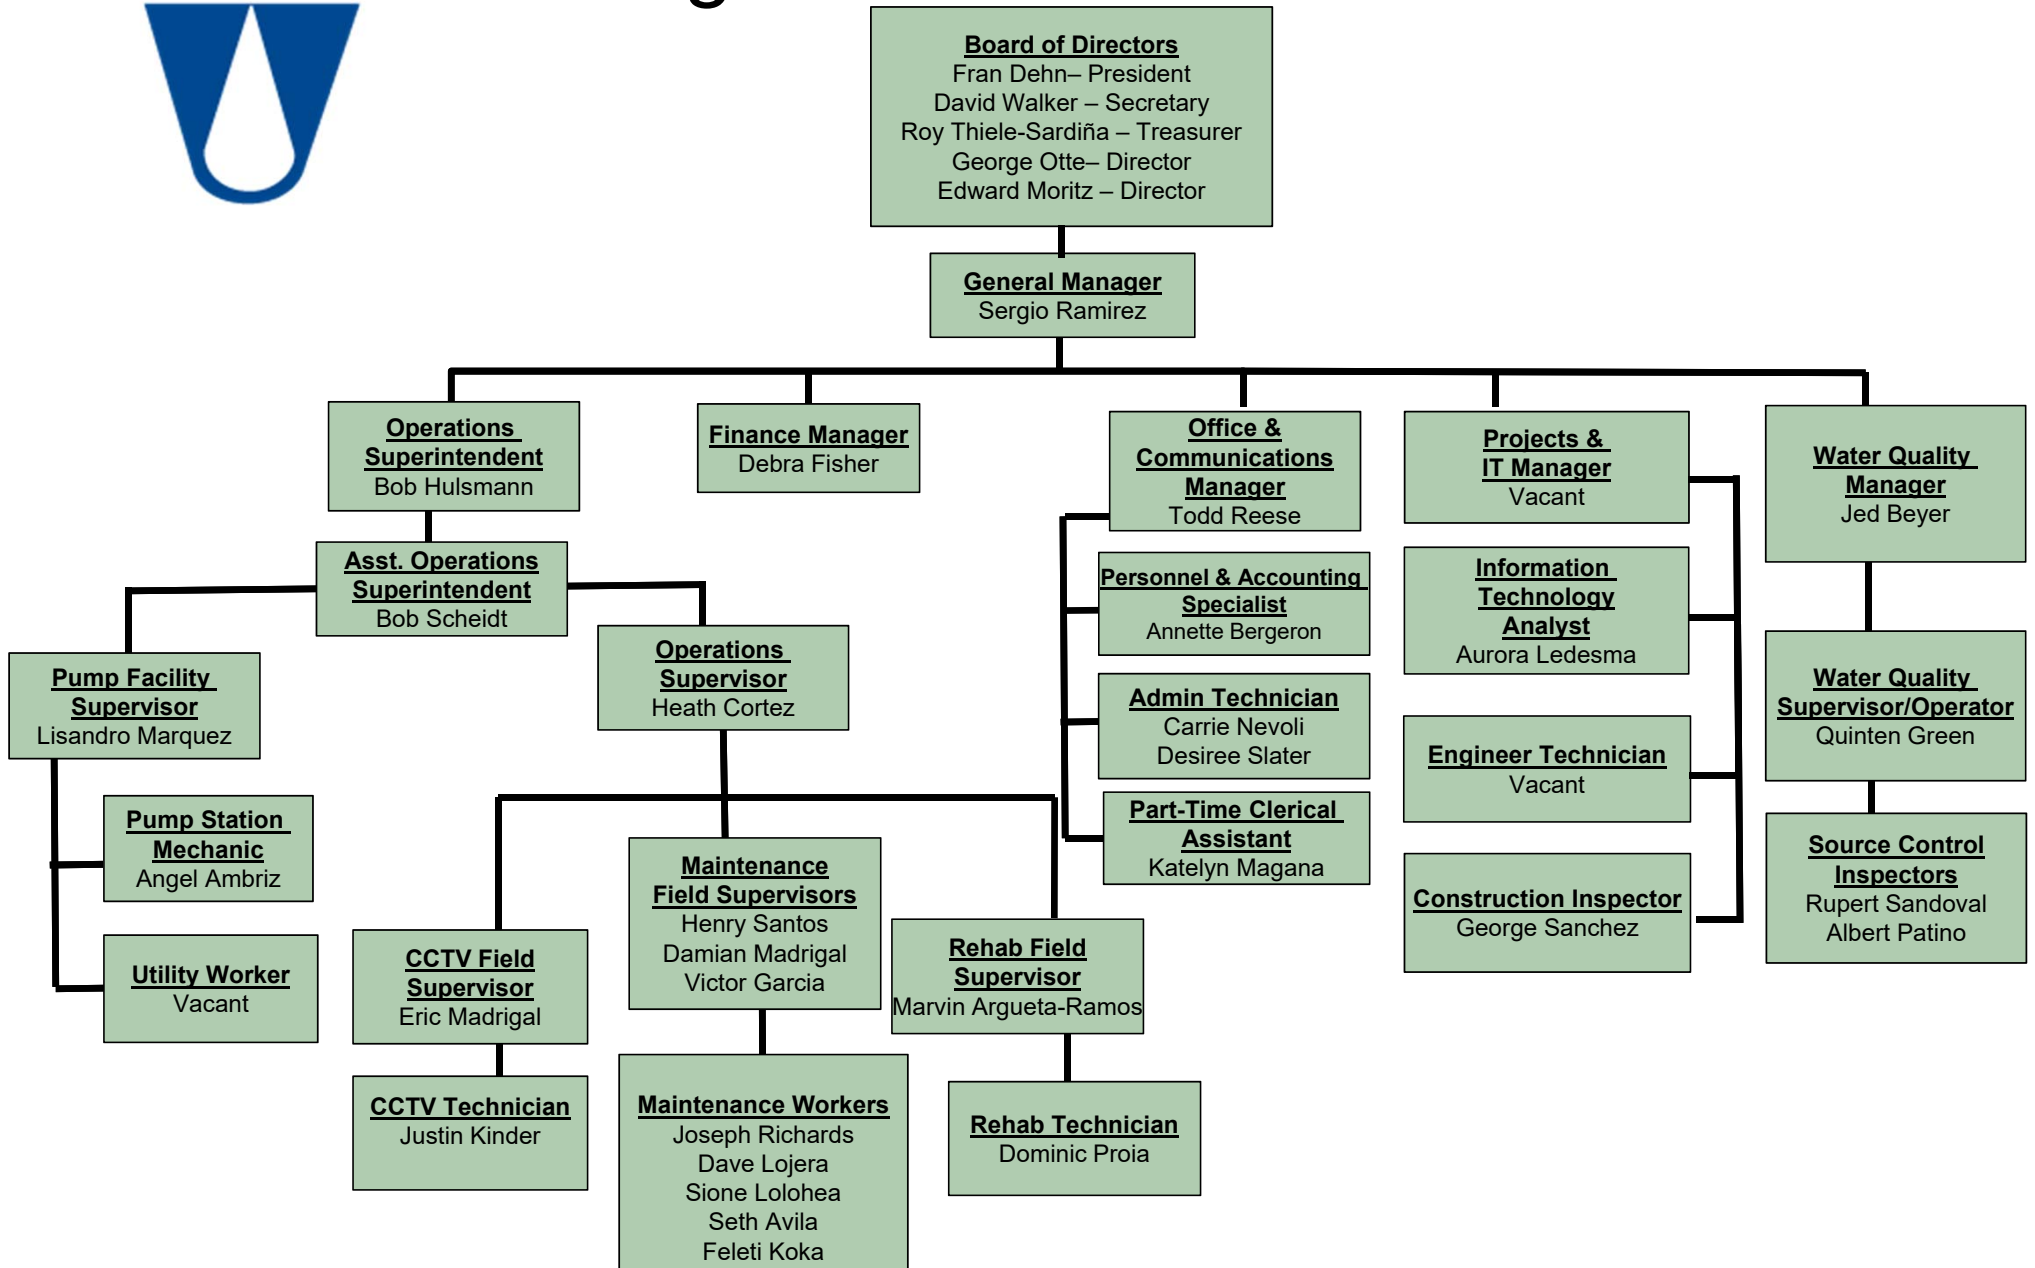 Board of Directors
Fran Dehn– President
David Walker – Secretary
Roy Thiele-Sardiña – Treasurer
George Otte– Director
Edward Moritz – Director
General Manager
Sergio Ramirez
Operations
Superintendent
Bob Hulsmann
Finance Manager
Debra Fisher
Office &
Communications
Manager
Todd Reese
Projects &
IT Manager
Vacant
Water Quality
Manager
Jed Beyer
Asst. Operations
Superintendent
Bob Scheidt
Pump Facility
Supervisor
Lisandro Marquez
Operations
Supervisor
Heath Cortez
Personnel & Accounting
Specialist
Annette Bergeron
Admin Technician
Carrie Nevoli
Desiree Slater
Part-Time Clerical
Assistant
Katelyn Magana
Information
Technology
Analyst
Aurora Ledesma
Engineer Technician
Vacant
Construction Inspector
George Sanchez
Water Quality
Supervisor/Operator
Quinten Green
Source Control
Inspectors
Rupert Sandoval
Albert Patino
Pump Station
Mechanic
Angel Ambriz
Utility Worker
Vacant
CCTV Field
Supervisor
Eric Madrigal
CCTV Technician
Justin Kinder
Maintenance
Field Supervisors
Henry Santos
Damian Madrigal
Victor Garcia
Maintenance Workers
Joseph Richards
Dave Lojera
Sione Lolohea
Seth Avila
Feleti Koka
Rehab Field
Supervisor
Marvin Argueta-Ramos
Rehab Technician
Dominic Proia